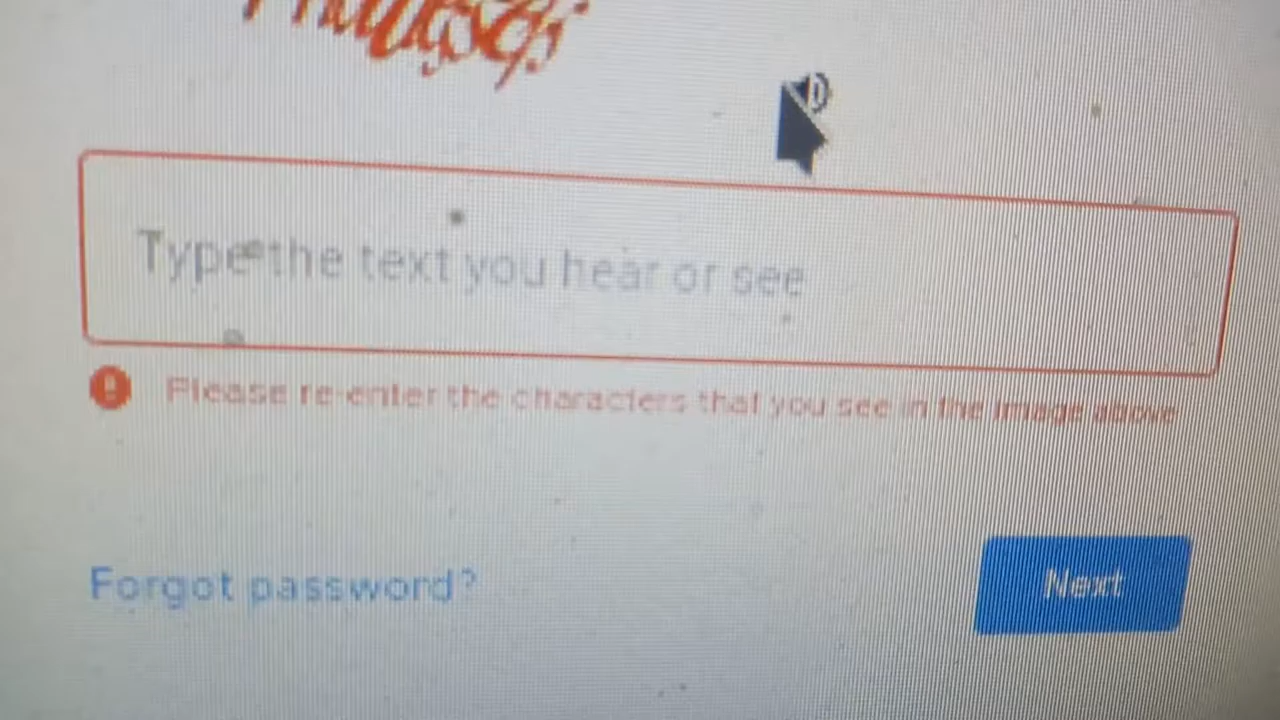 Type the text you hear or see
Please re-enter the characters that you see in the image above
Forgot password?
Next